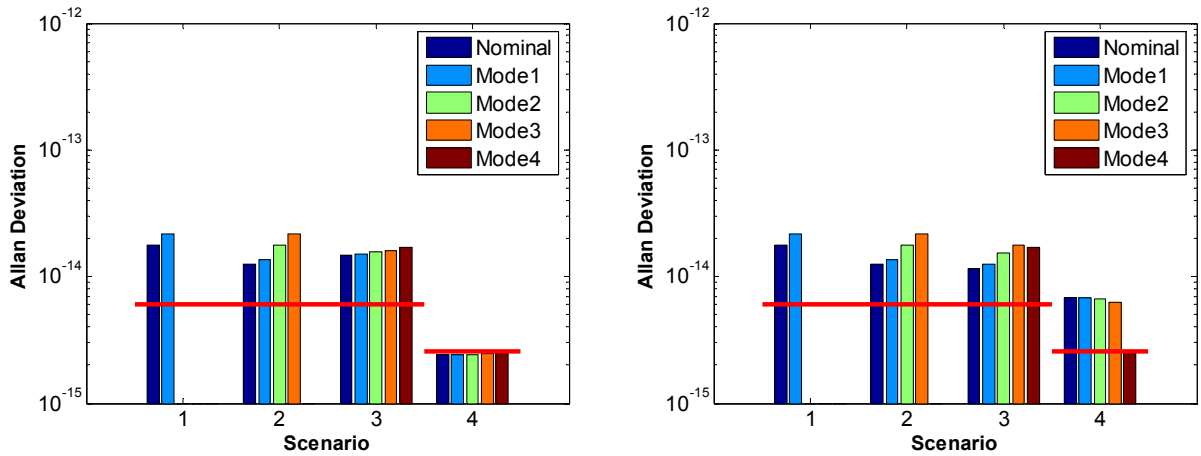 10^-12
Nominal
Mode1
Mode2
Mode3
Mode4
10^-13
10^-14
10^-15
Allan Deviation
1 2 3 4
Scenario
10^-12
Nominal
Mode1
Mode2
Mode3
Mode4
10^-13
10^-14
10^-15
Allan Deviation
1 2 3 4
Scenario